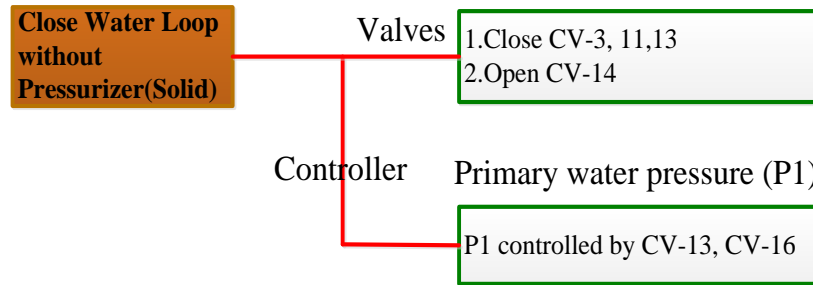 Close Water Loop
without
Pressurizer(Solid)
Valves
1.Close CV-3, 11,13
2.Open CV-14
Controller
Primary water pressure (P1)
P1 controlled by CV-13, CV-16